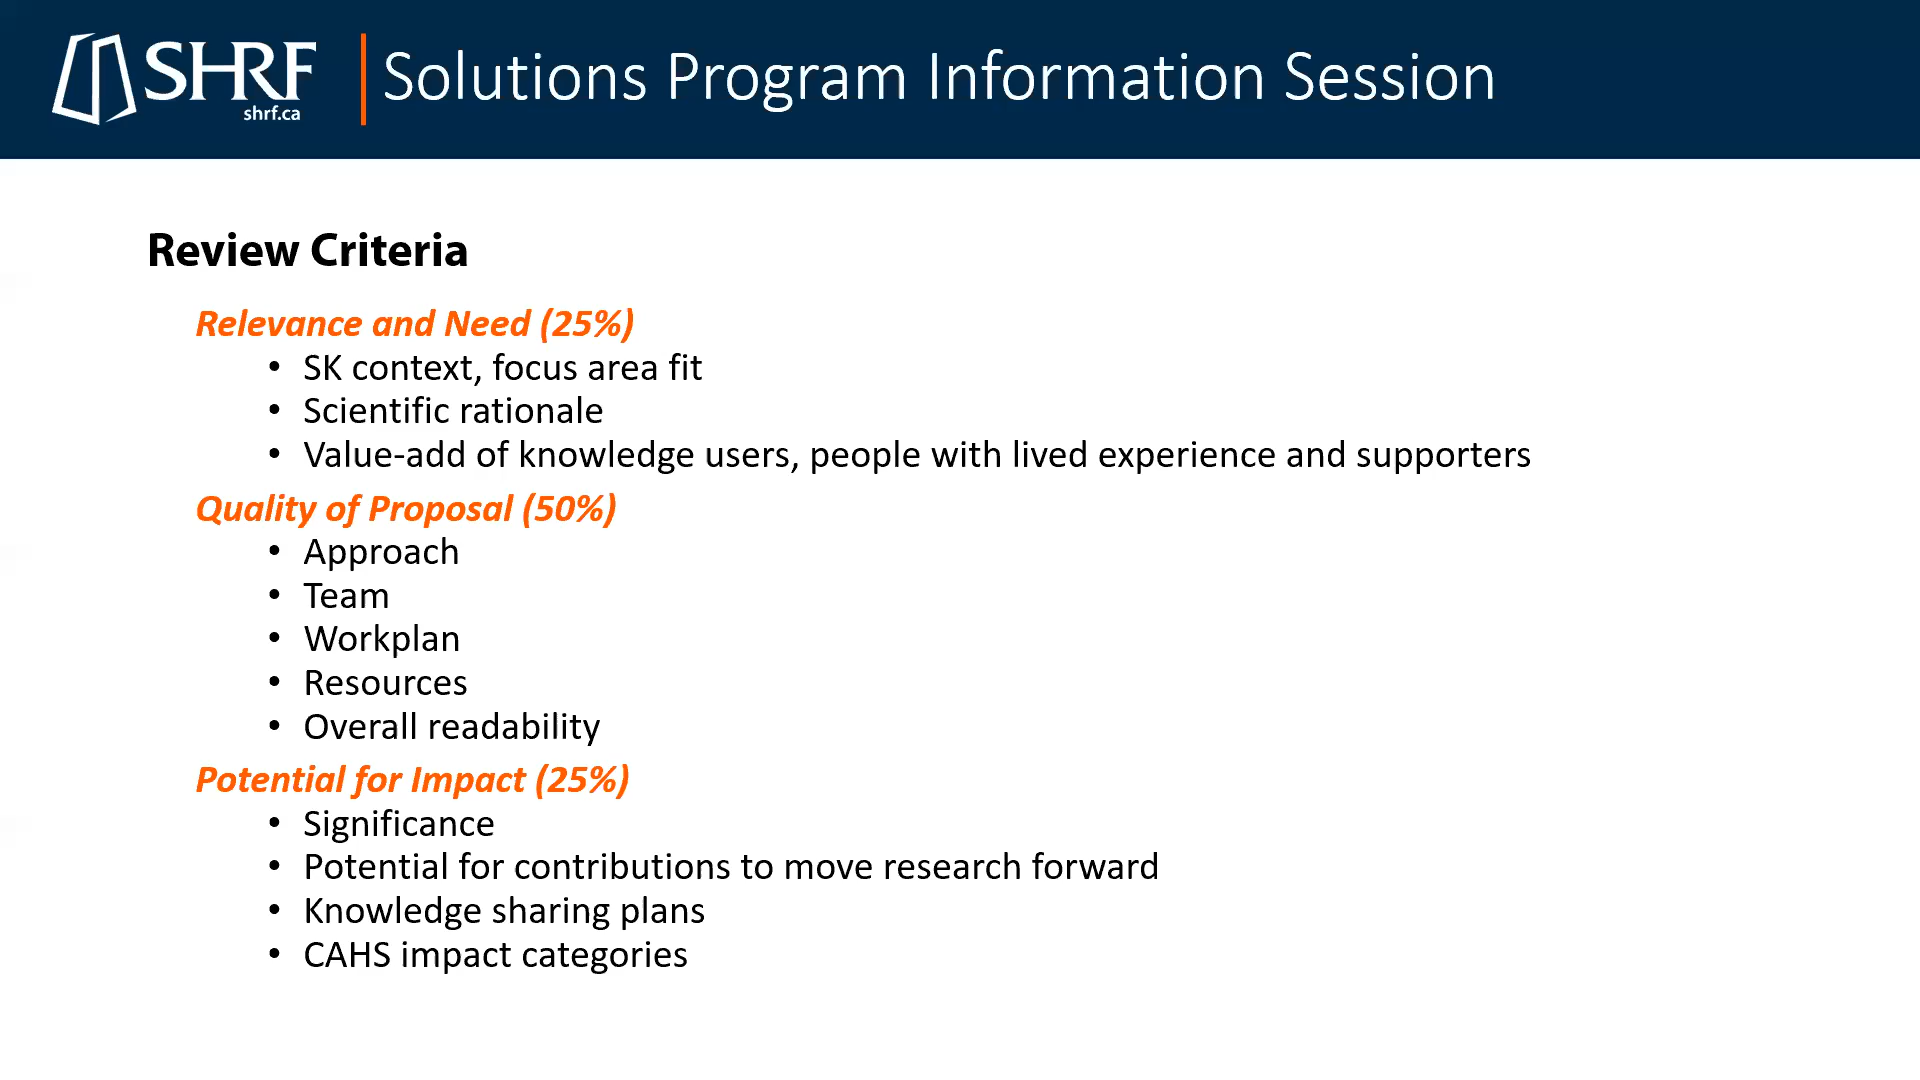 SHRF
shrf.ca
Solutions Program Information Session
Review Criteria
Relevance and Need (25%)
• SK context, focus area fit
• Scientific rationale
• Value-add of knowledge users, people with lived experience and supporters
Quality of Proposal (50%)
• Approach
• Team
• Workplan
• Resources
• Overall readability
Potential for Impact (25%)
• Significance
• Potential for contributions to move research forward
• Knowledge sharing plans
• CAHS impact categories